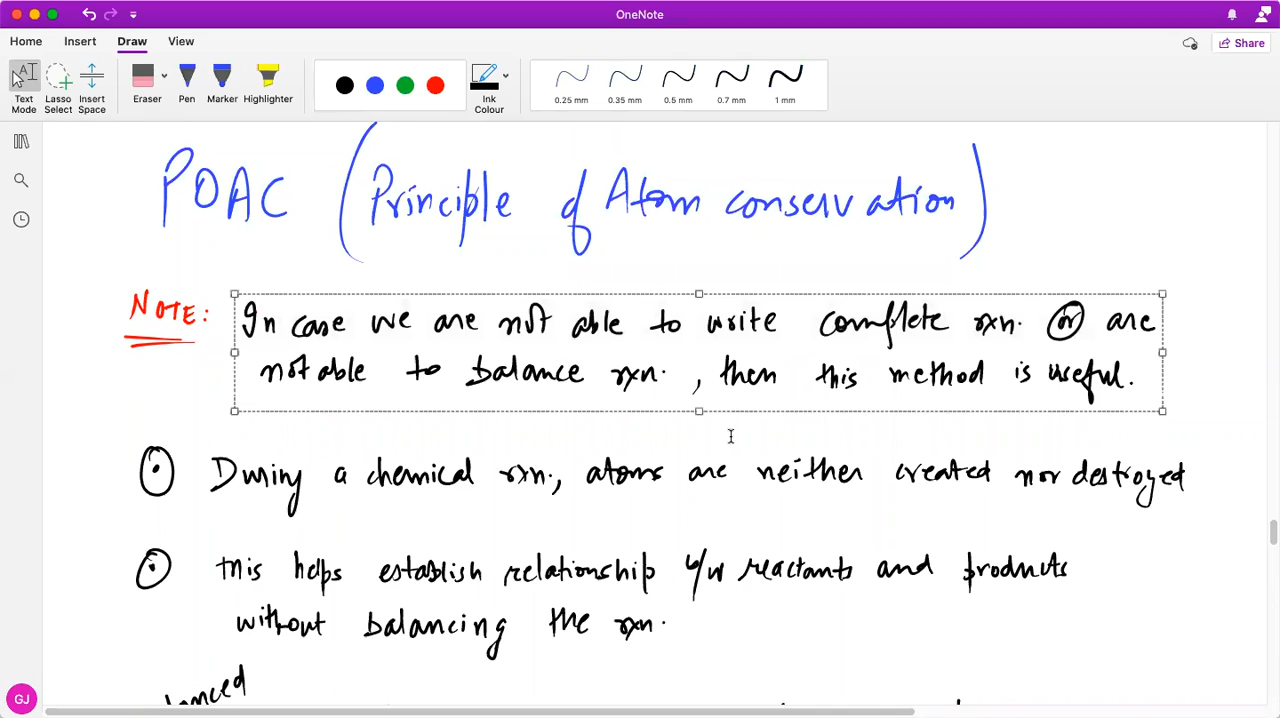 OneNote
Home Insert Draw View
Share
Text Mode
Lasso Select
Insert Space
Eraser
Pen
Marker
Highlighter
Ink Colour
0.25 mm
0.35 mm
0.5 mm
0.7 mm
1 mm
POAC (Principle of Atom conservation)
NOTE: In case we are not able to write complete rxn. or are
not able to balance rxn. , then this method is useful.
During a chemical rxn., atoms are neither created nor destroyed
This helps establish relationship b/w reactants and products
without balancing the rxn.
GJ